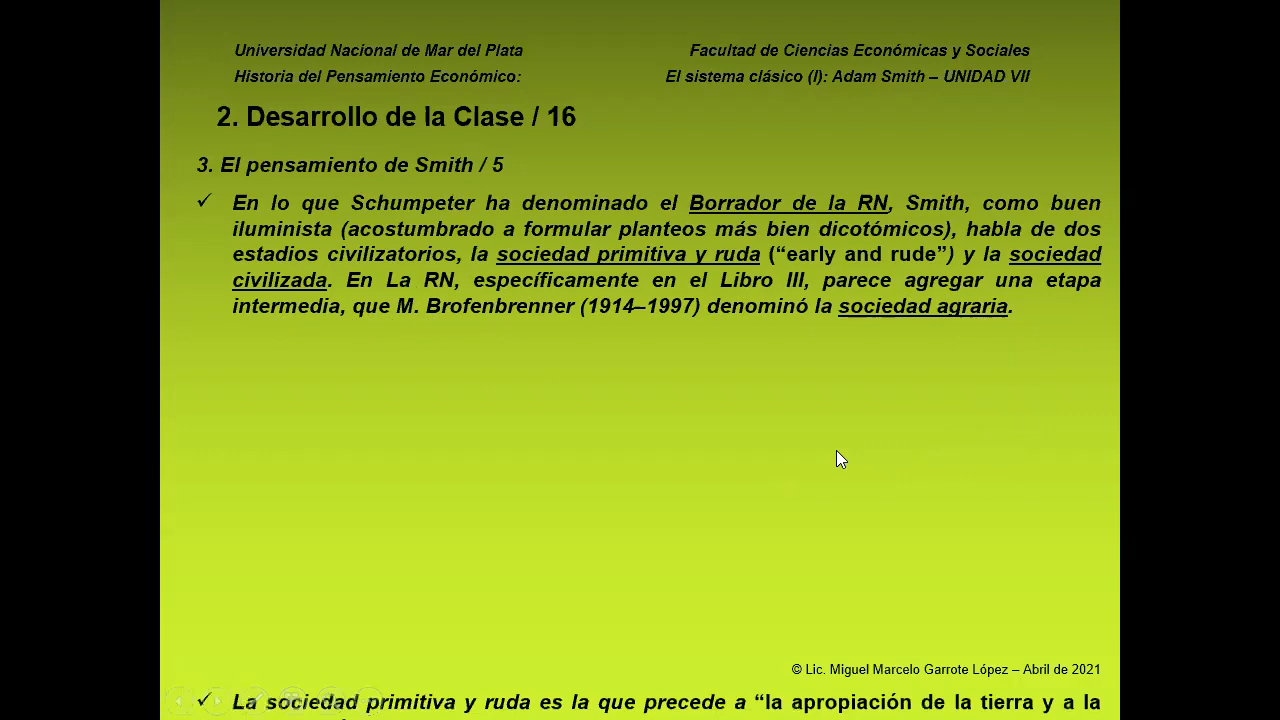 Universidad Nacional de Mar del Plata
Facultad de Ciencias Económicas y Sociales
Historia del Pensamiento Económico:
El sistema clásico (I): Adam Smith – UNIDAD VII
2. Desarrollo de la Clase / 16
3. El pensamiento de Smith / 5
✓ En lo que Schumpeter ha denominado el Borrador de la RN, Smith, como buen
iluminista (acostumbrado a formular planteos más bien dicotómicos), habla de dos
estadios civilizatorios, la sociedad primitiva y ruda (“early and rude”) y la sociedad
civilizada. En La RN, específicamente en el Libro III, parece agregar una etapa
intermedia, que M. Brofenbrenner (1914–1997) denominó la sociedad agraria.
© Lic. Miguel Marcelo Garrote López – Abril de 2021
✓ La sociedad primitiva y ruda es la que precede a “la apropiación de la tierra y a la